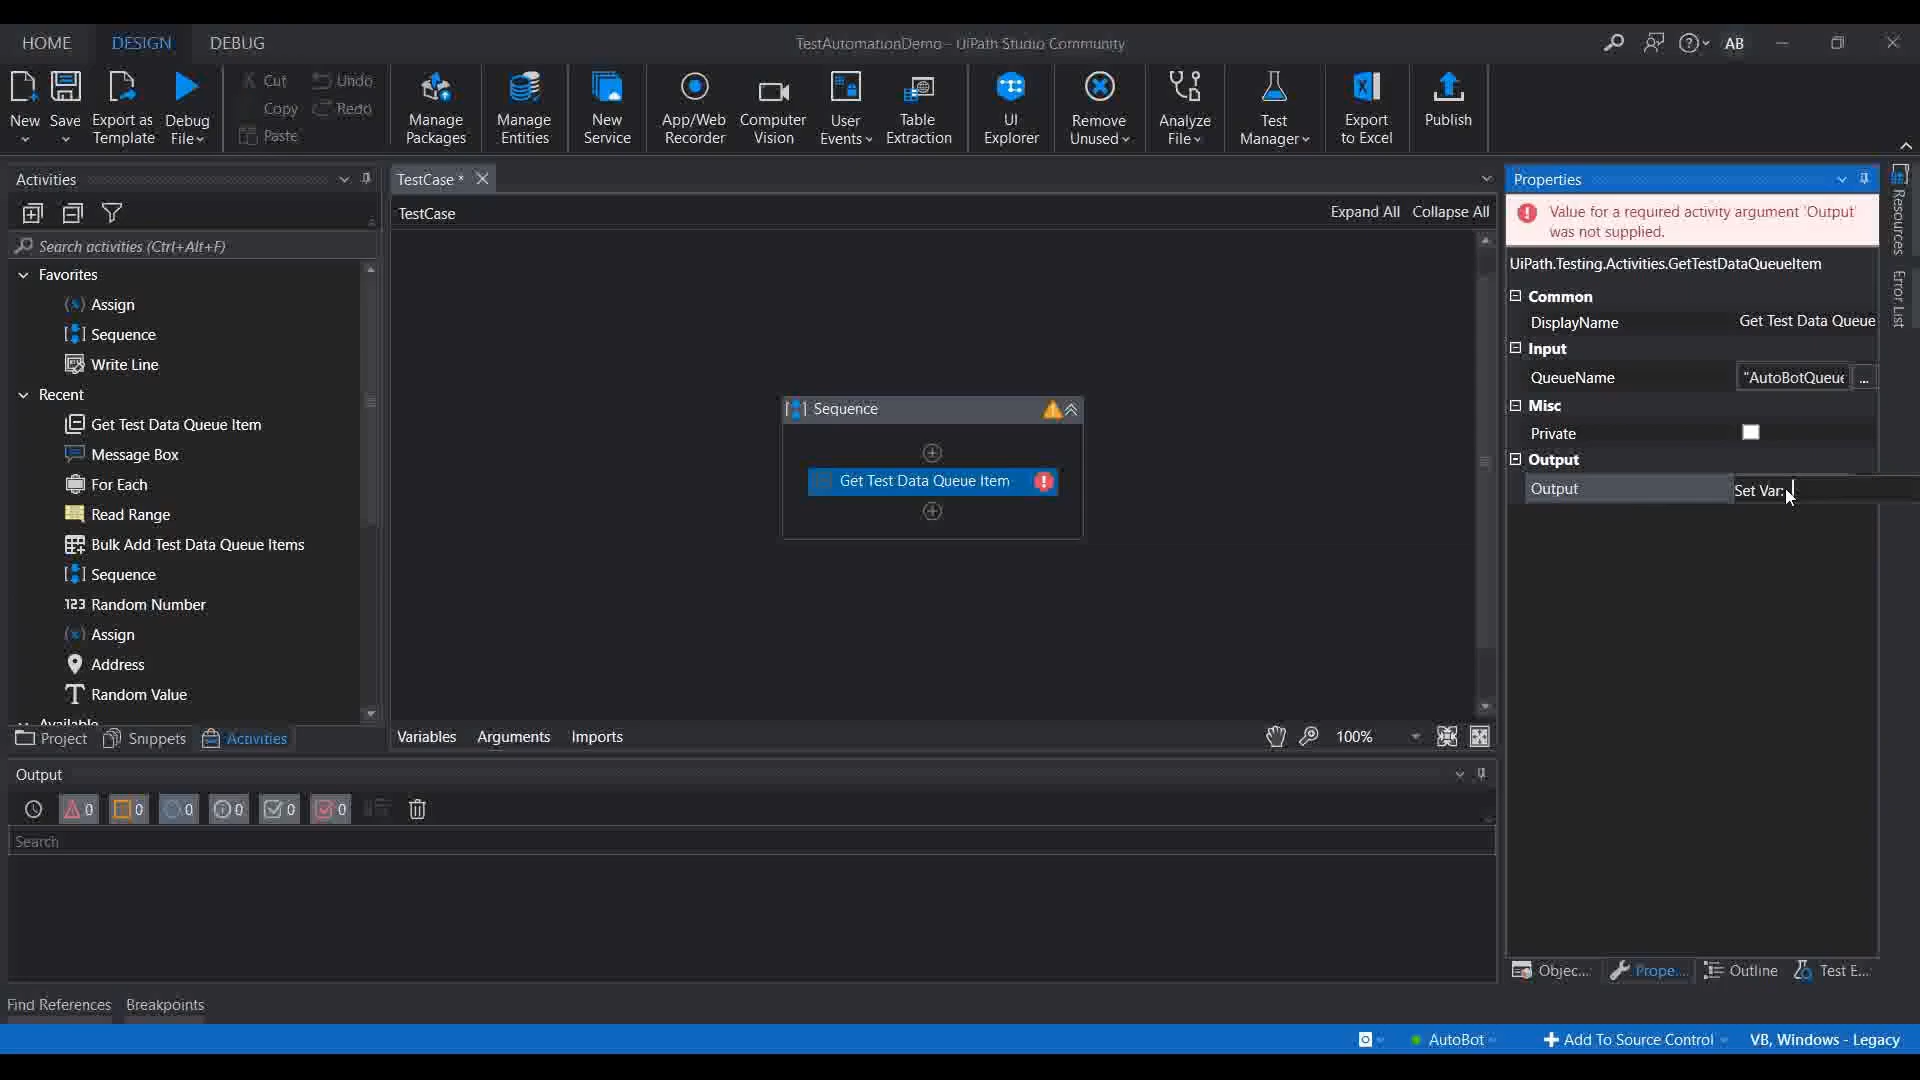 HOME
DESIGN
DEBUG
TestAutomationDemo - UiPath Studio Community
AB
New
Save
Export as
Template
Debug
File
Cut
Copy
Paste
Undo
Redo
Manage
Packages
Manage
Entities
New
Service
App/Web
Recorder
Computer
Vision
User
Events
Table
Extraction
UI
Explorer
Remove
Unused
Analyze
File
Test
Manager
Export
to Excel
Publish
Activities
Search activities (Ctrl+Alt+F)
Favorites
Assign
Sequence
Write Line
Recent
Get Test Data Queue Item
Message Box
For Each
Read Range
Bulk Add Test Data Queue Items
Sequence
123 Random Number
Assign
Address
Random Value
Available
Project
Snippets
Activities
TestCase *
TestCase
Expand All
Collapse All
Sequence
Get Test Data Queue Item
Variables
Arguments
Imports
100%
Properties
Value for a required activity argument 'Output'
was not supplied.
UiPath.Testing.Activities.GetTestDataQueueItem
Common
DisplayName
Get Test Data Queue
Input
QueueName
"AutoBotQueue
...
Misc
Private
Output
Output
Set Var:
Resources
Error List
Objec...
Prope...
Outline
Test E...
Output
0
0
0
0
0
0
Search
Find References
Breakpoints
AutoBot
Add To Source Control
VB, Windows - Legacy